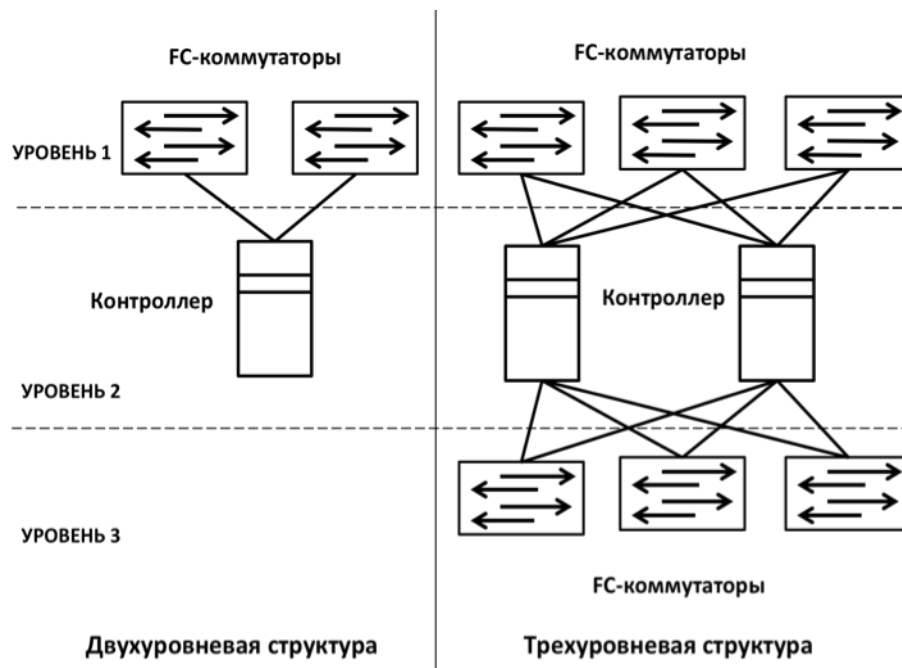 FC-коммутаторы
FC-коммутаторы
УРОВЕНЬ 1
Контроллер
Контроллер
УРОВЕНЬ 2
УРОВЕНЬ 3
FC-коммутаторы
Двухуровневая структура
Трехуровневая структура